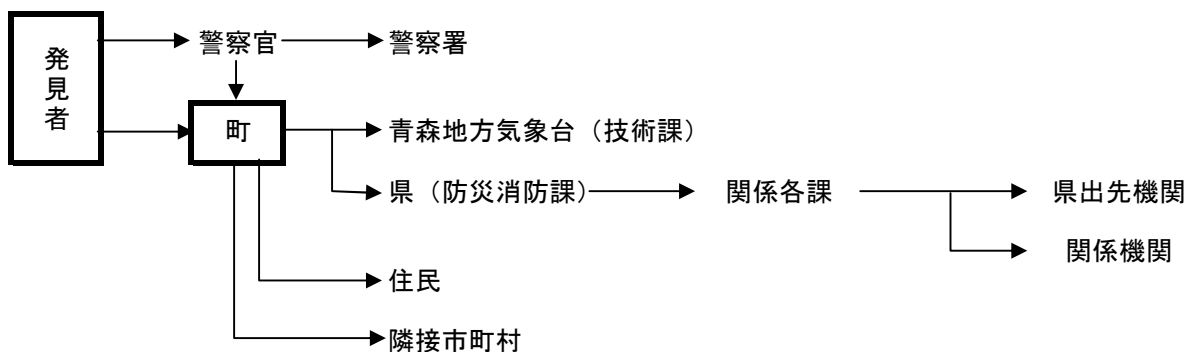 発見者
警察官
警察署
町
青森地方気象台（技術課）
県（防災消防課）
関係各課
県出先機関
関係機関
住民
隣接市町村